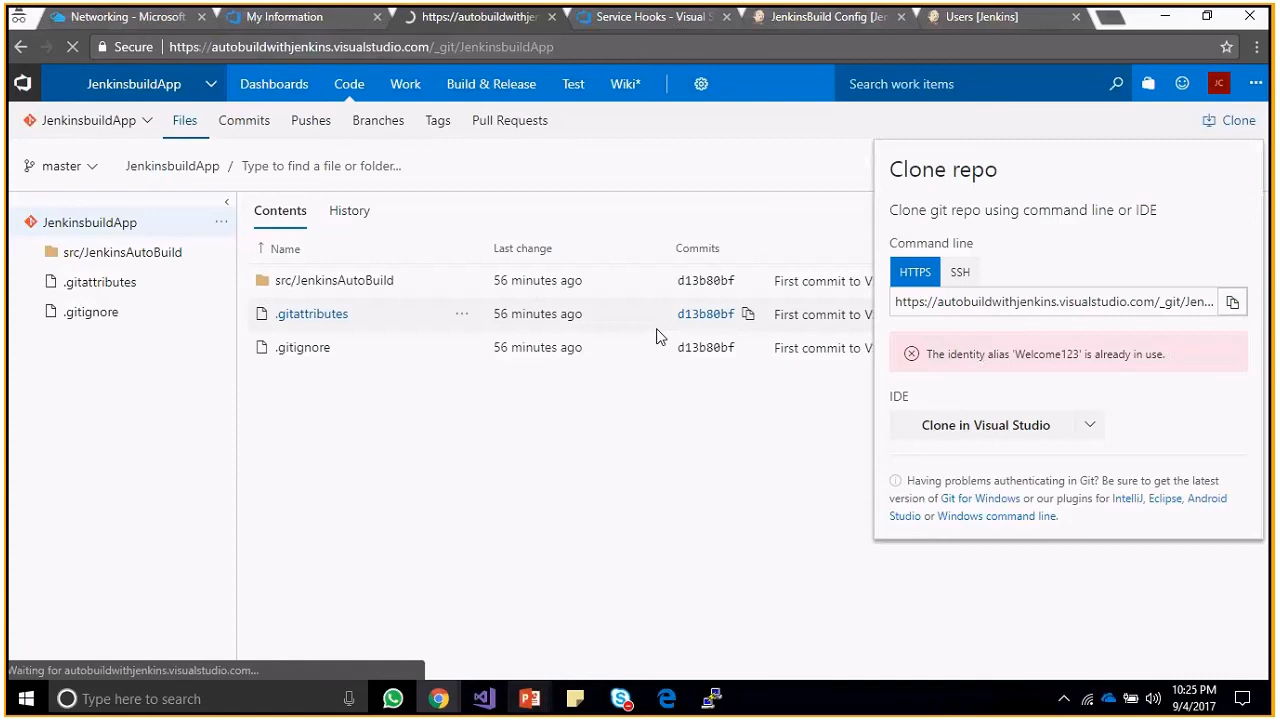 Networking - Microsoft
My Information
https://autobuildwithjer
Service Hooks - Visual S
JenkinsBuild Config [Jen
Users [Jenkins]
Secure
https://autobuildwithjenkins.visualstudio.com/_git/JenkinsbuildApp
JenkinsbuildApp
Dashboards
Code
Work
Build & Release
Test
Wiki*
Search work items
JC
JenkinsbuildApp
Files
Commits
Pushes
Branches
Tags
Pull Requests
Clone
master
JenkinsbuildApp / Type to find a file or folder...
JenkinsbuildApp
src/JenkinsAutoBuild
.gitattributes
.gitignore
Contents
History
Name
Last change
Commits
src/JenkinsAutoBuild
56 minutes ago
d13b80bf
First commit to V
.gitattributes
56 minutes ago
d13b80bf
First commit to V
.gitignore
56 minutes ago
d13b80bf
First commit to V
Clone repo
Clone git repo using command line or IDE
Command line
HTTPS
SSH
https://autobuildwithjenkins.visualstudio.com/_git/Jen...
The identity alias 'Welcome123' is already in use.
IDE
Clone in Visual Studio
Having problems authenticating in Git? Be sure to get the latest
version of Git for Windows or our plugins for IntelliJ, Eclipse, Android
Studio or Windows command line.
Waiting for autobuildwithjenkins.visualstudio.com...
Type here to search
10:25 PM
9/4/2017